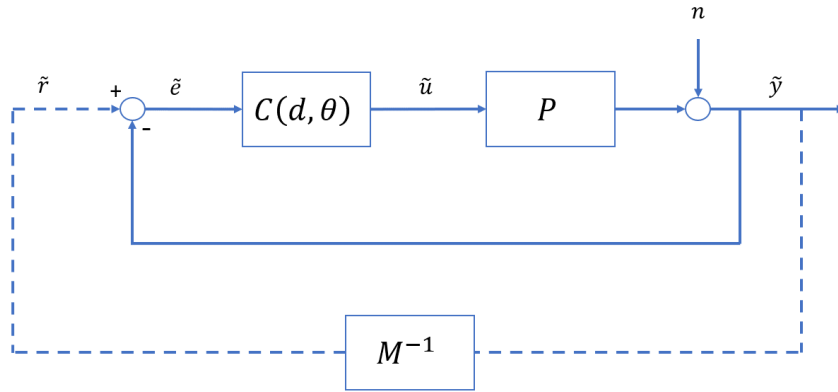 n
r̃
+
ẽ
C(d, θ)
ũ
P
ỹ
-
M⁻¹